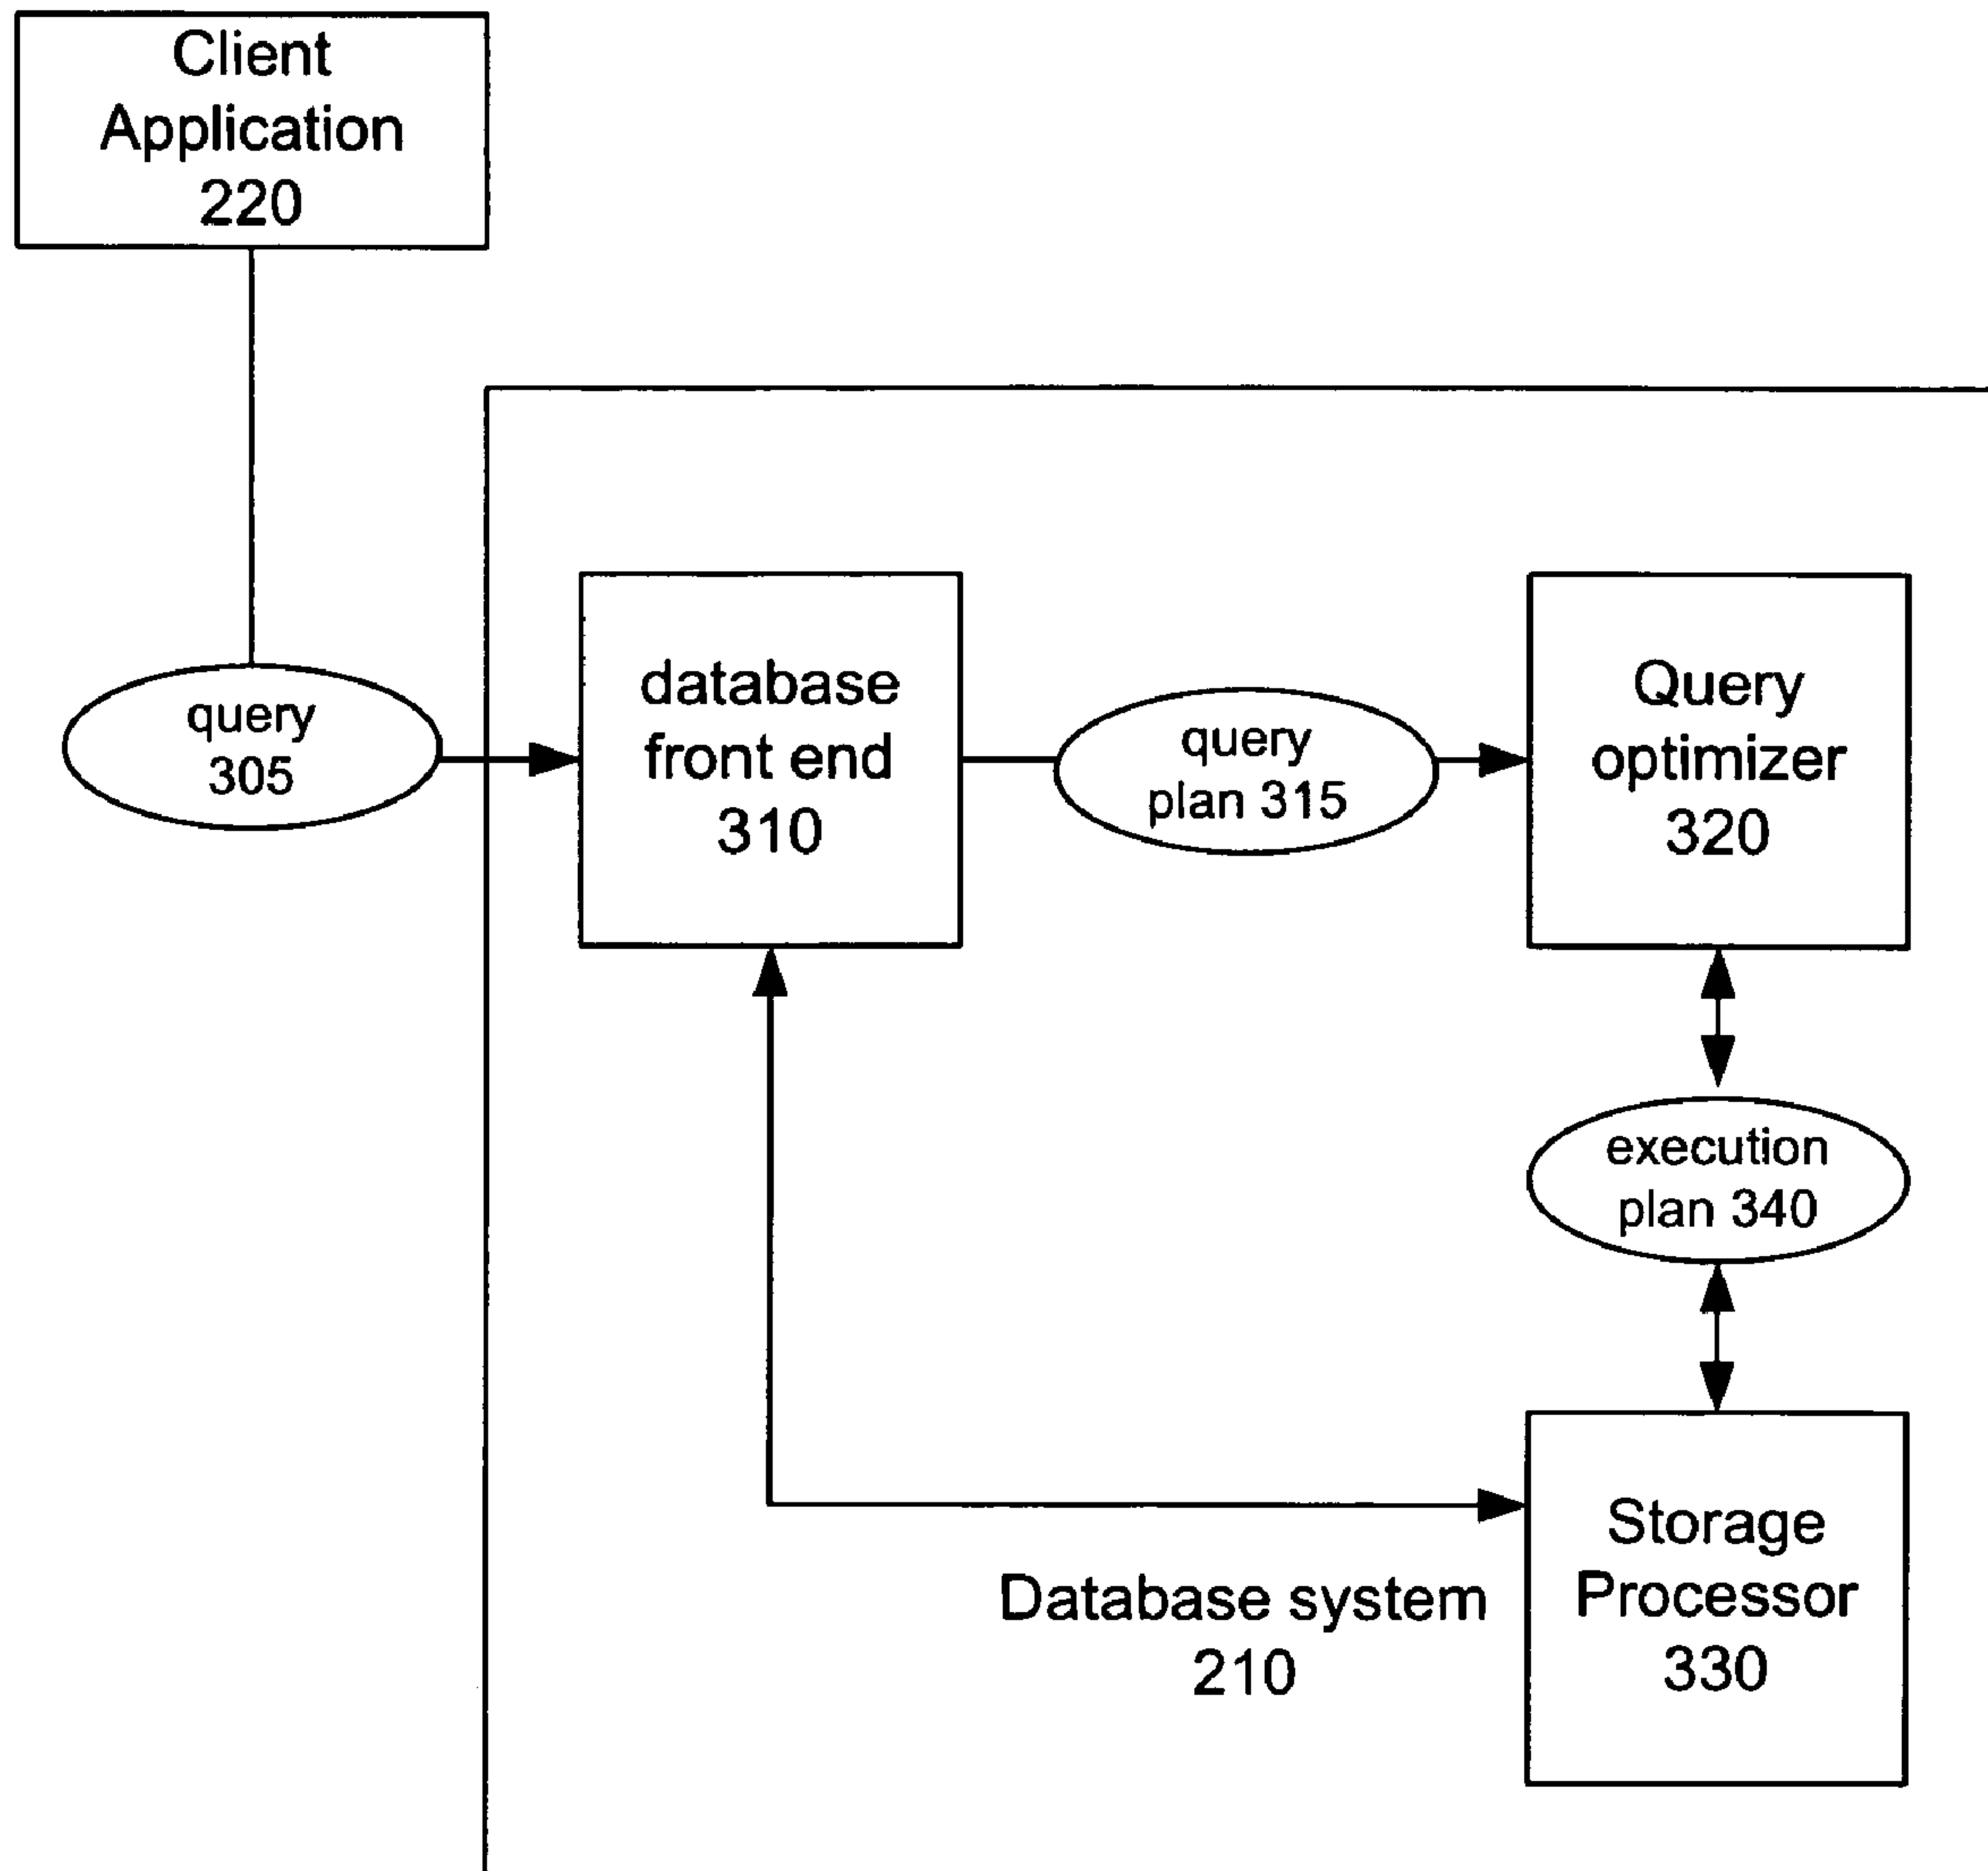 Client
Application
220
query
305
database
front end
310
query
plan 315
Query
optimizer
320
execution
plan 340
Storage
Processor
330
Database system
210